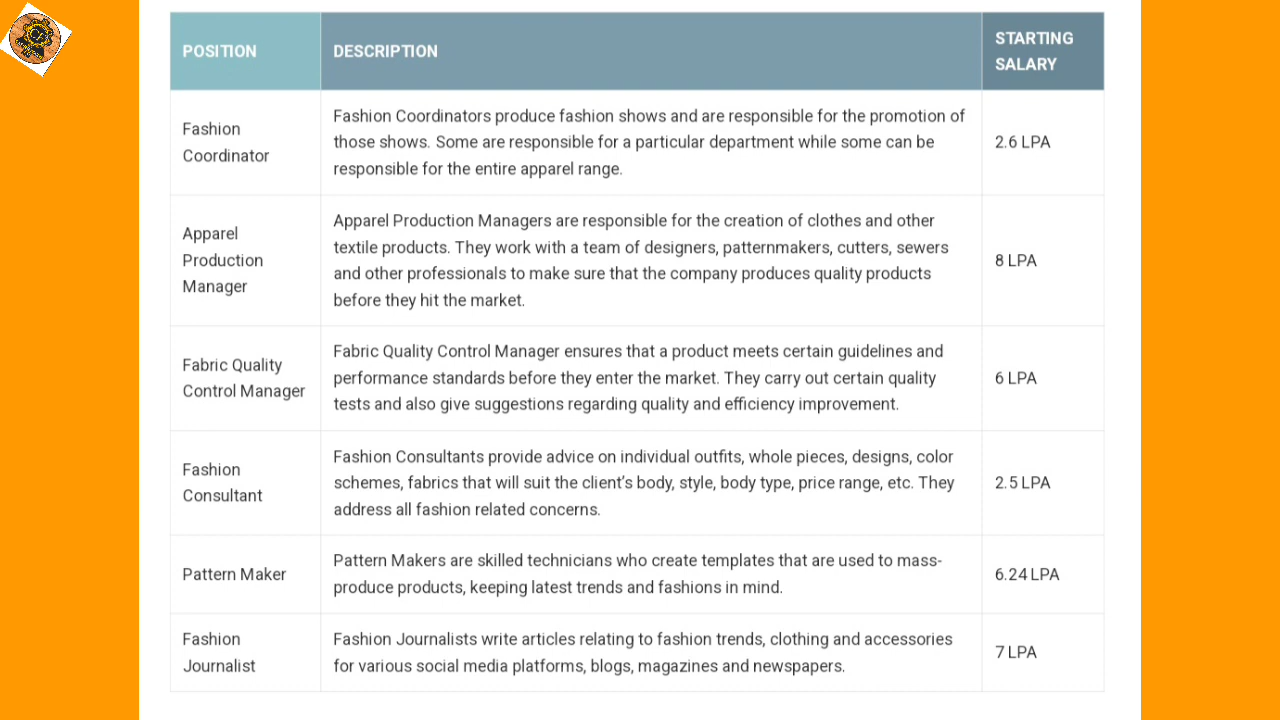 POSITION
DESCRIPTION
STARTING
SALARY
Fashion
Coordinator
Fashion Coordinators produce fashion shows and are responsible for the promotion of
those shows. Some are responsible for a particular department while some can be
responsible for the entire apparel range.
2.6 LPA
Apparel
Production
Manager
Apparel Production Managers are responsible for the creation of clothes and other
textile products. They work with a team of designers, patternmakers, cutters, sewers
and other professionals to make sure that the company produces quality products
before they hit the market.
8 LPA
Fabric Quality
Control Manager
Fabric Quality Control Manager ensures that a product meets certain guidelines and
performance standards before they enter the market. They carry out certain quality
tests and also give suggestions regarding quality and efficiency improvement.
6 LPA
Fashion
Consultant
Fashion Consultants provide advice on individual outfits, whole pieces, designs, color
schemes, fabrics that will suit the client's body, style, body type, price range, etc. They
address all fashion related concerns.
2.5 LPA
Pattern Maker
Pattern Makers are skilled technicians who create templates that are used to mass-
produce products, keeping latest trends and fashions in mind.
6.24 LPA
Fashion
Journalist
Fashion Journalists write articles relating to fashion trends, clothing and accessories
for various social media platforms, blogs, magazines and newspapers.
7 LPA